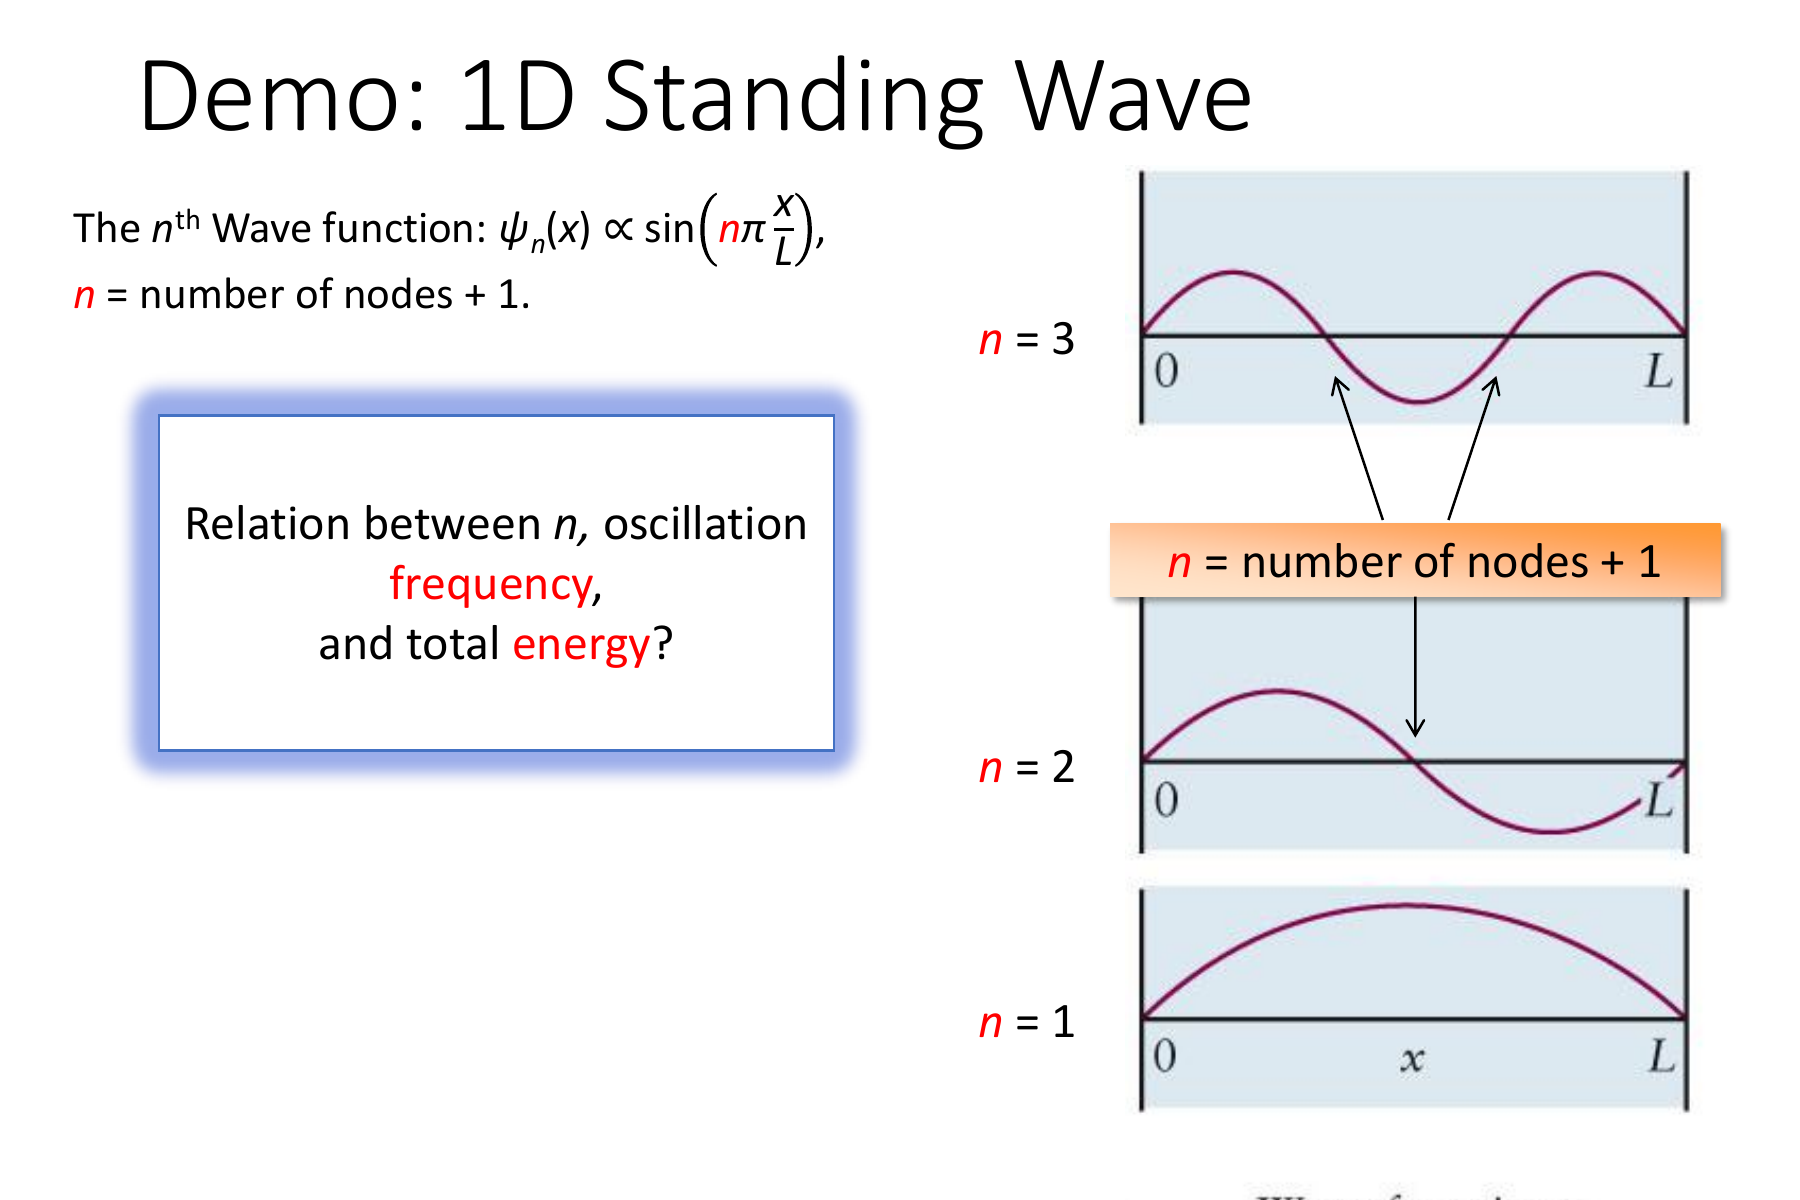 Demo: 1D Standing Wave
The nth Wave function: ψn(x) ∝ sin(nπ x/L),
n = number of nodes + 1.
Relation between n, oscillation
frequency,
and total energy?
n = 3
0 L
n = number of nodes + 1
n = 2
0 L
n = 1
0 x L